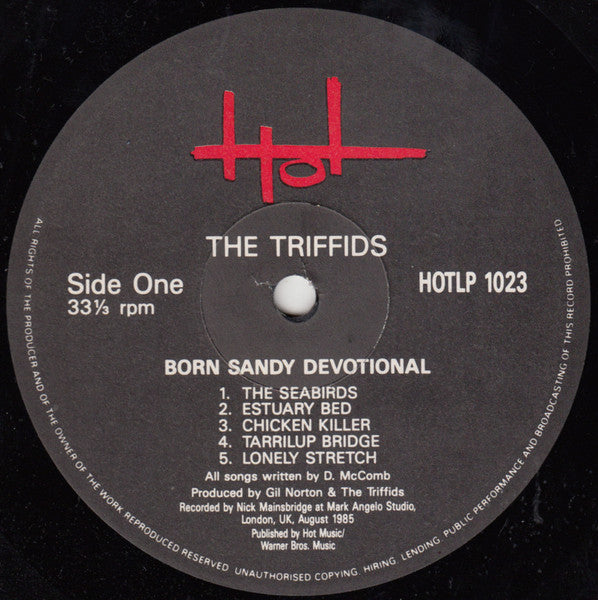 Hot
THE TRIFFIDS
Side One
33⅓ rpm
HOTLP 1023
BORN SANDY DEVOTIONAL
1. THE SEABIRDS
2. ESTUARY BED
3. CHICKEN KILLER
4. TARRILUP BRIDGE
5. LONELY STRETCH
All songs written by D. McComb
Produced by Gil Norton & The Triffids
Recorded by Nick Mainsbridge at Mark Angelo Studio,
London, UK, August 1985
Published by Hot Music/
Warner Bros. Music
ALL RIGHTS OF THE PRODUCER AND OF THE OWNER OF THE WORK REPRODUCED RESERVED UNAUTHORISED COPYING, HIRING, LENDING, PUBLIC PERFORMANCE AND BROADCASTING OF THIS RECORD PROHIBITED